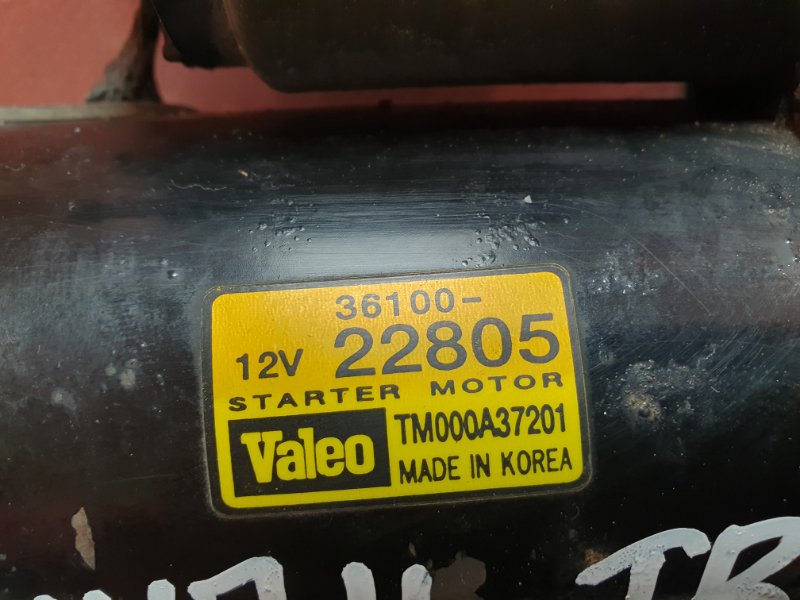 36100-
12V 22805
STARTER MOTOR
Valeo TM000A37201
MADE IN KOREA